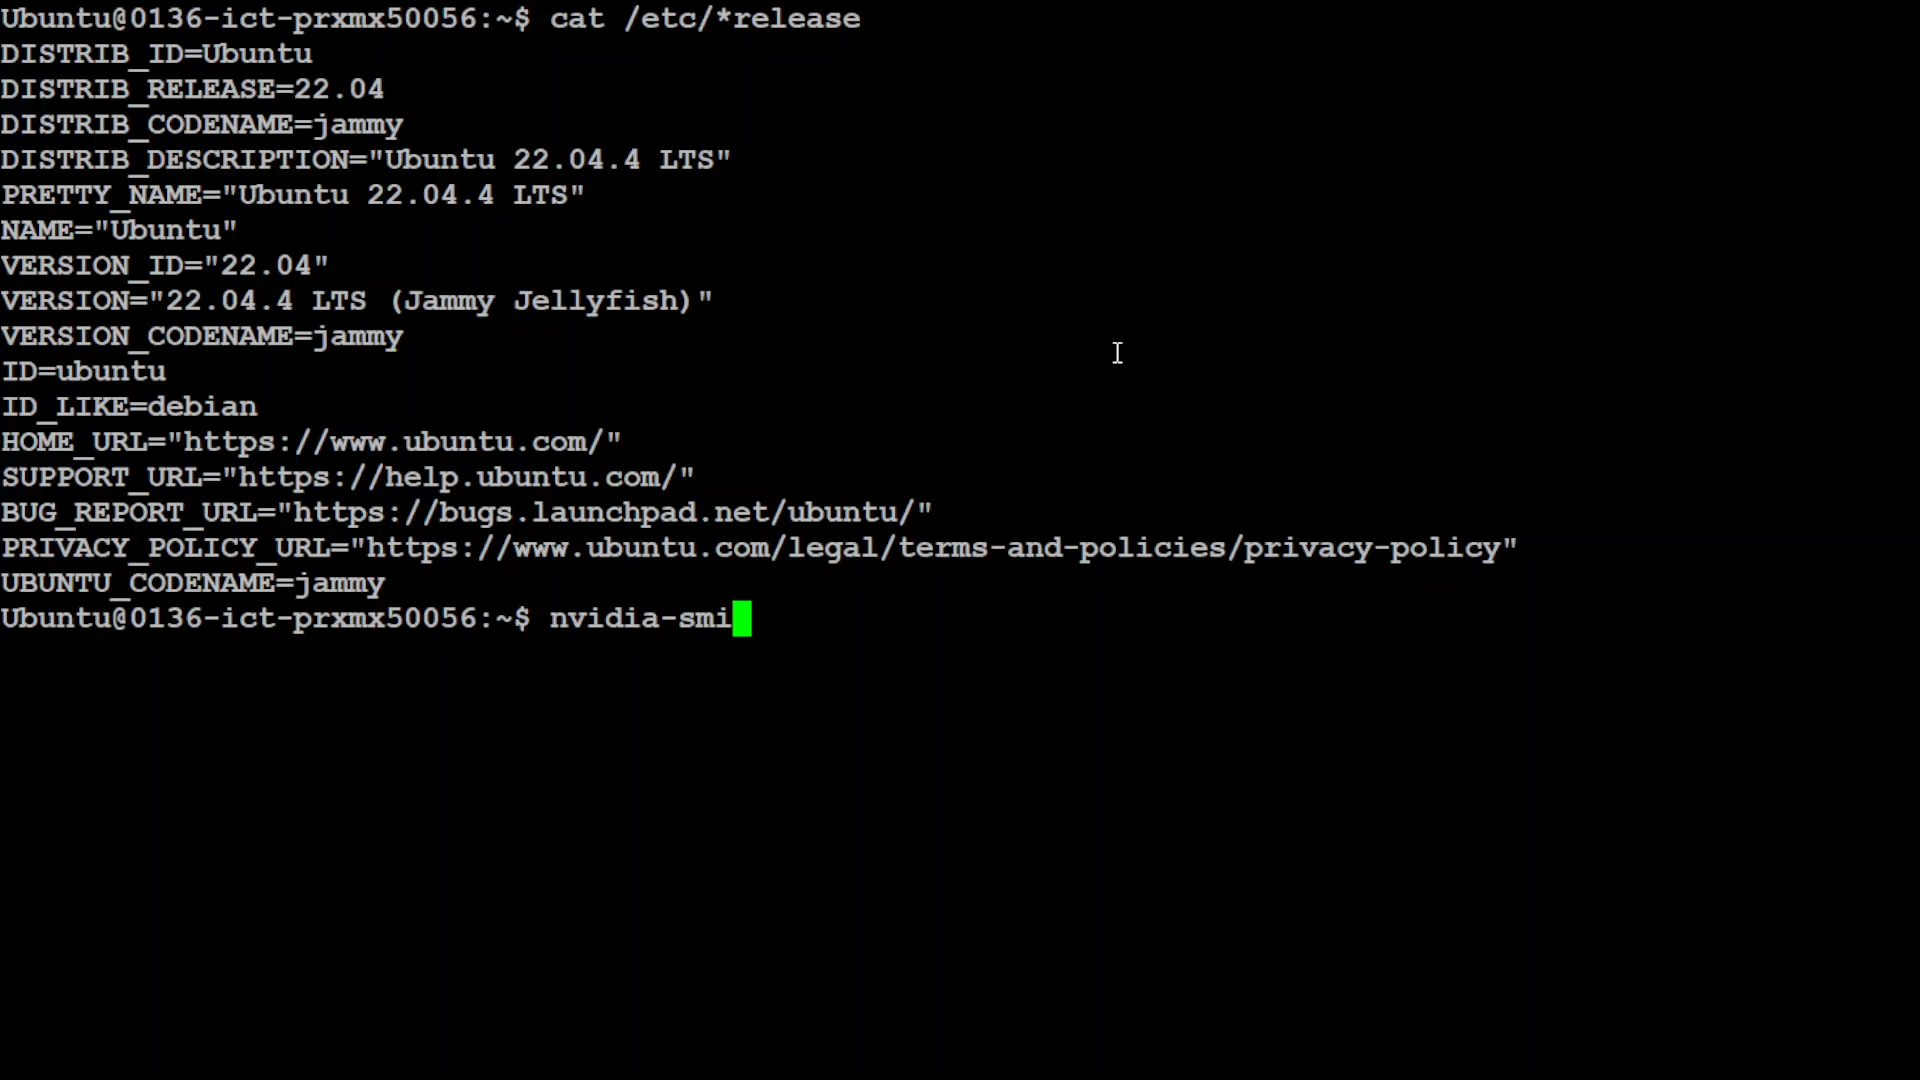 Ubuntu@0136-ict-prxmx50056:~$ cat /etc/*release
DISTRIB_ID=Ubuntu
DISTRIB_RELEASE=22.04
DISTRIB_CODENAME=jammy
DISTRIB_DESCRIPTION="Ubuntu 22.04.4 LTS"
PRETTY_NAME="Ubuntu 22.04.4 LTS"
NAME="Ubuntu"
VERSION_ID="22.04"
VERSION="22.04.4 LTS (Jammy Jellyfish)"
VERSION_CODENAME=jammy
ID=ubuntu
ID_LIKE=debian
HOME_URL="https://www.ubuntu.com/"
SUPPORT_URL="https://help.ubuntu.com/"
BUG_REPORT_URL="https://bugs.launchpad.net/ubuntu/"
PRIVACY_POLICY_URL="https://www.ubuntu.com/legal/terms-and-policies/privacy-policy"
UBUNTU_CODENAME=jammy
Ubuntu@0136-ict-prxmx50056:~$ nvidia-smi